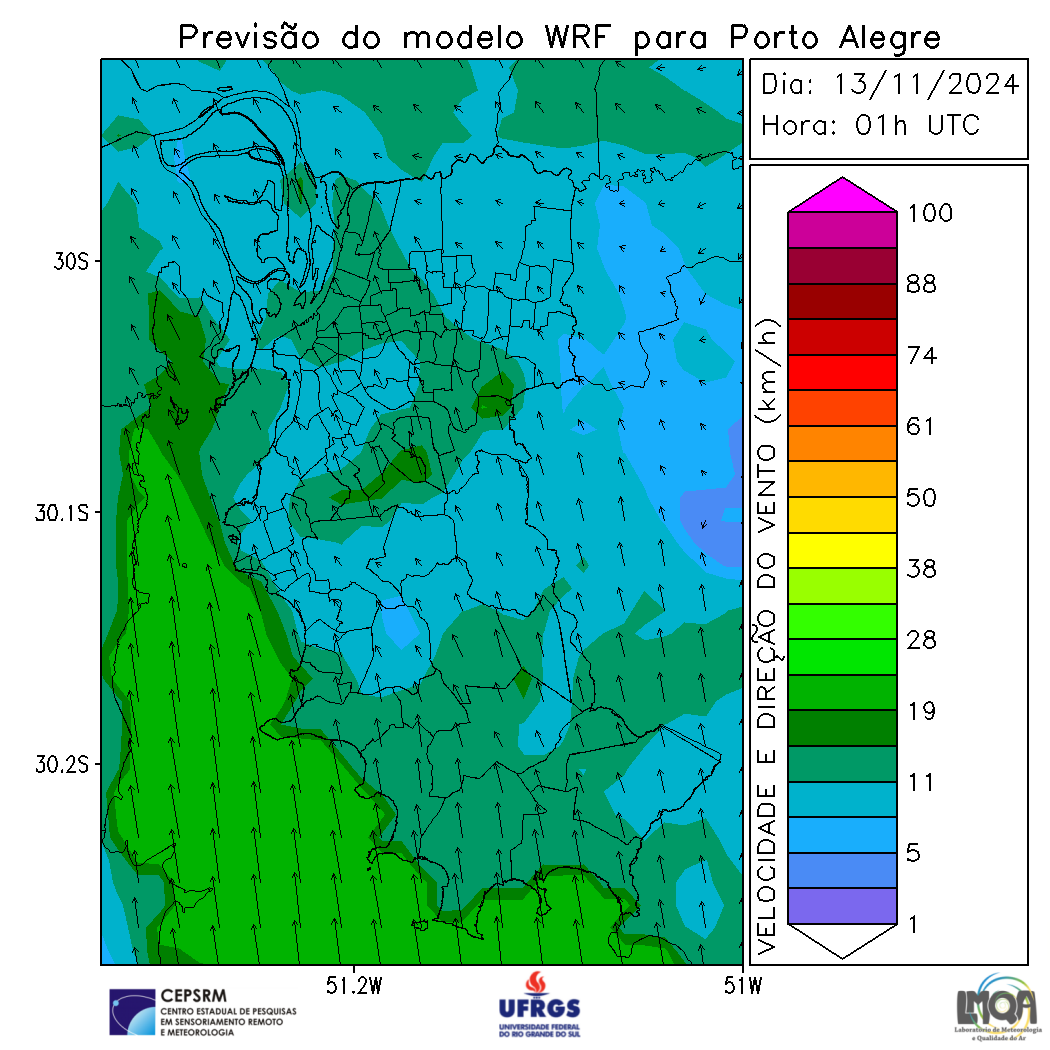 Previsão do modelo WRF para Porto Alegre
Dia: 13/11/2024
Hora: 01h UTC
30S
30.1S
30.2S
51.2W
51W
VELOCIDADE E DIREÇÃO DO VENTO (km/h)
100
88
74
61
50
38
28
19
11
5
1
CEPSRM
CENTRO ESTADUAL DE PESQUISAS
EM SENSORIAMENTO REMOTO
E METEOROLOGIA
UFRGS
UNIVERSIDADE FEDERAL
DO RIO GRANDE DO SUL
LMQA
Laboratório de Meteorologia
e Qualidade do Ar